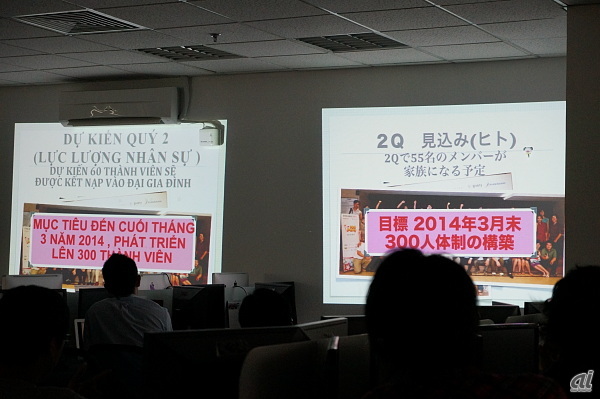 DỰ KIẾN QUÝ 2
(LỰC LƯỢNG NHÂN SỰ )
DỰ KIẾN 60 THÀNH VIÊN SẼ
ĐƯỢC KẾT NẠP VÀO ĐẠI GIA ĐÌNH
MỤC TIÊU ĐẾN CUỐI THÁNG
3 NĂM 2014 , PHÁT TRIỂN
LÊN 300 THÀNH VIÊN
2Q 見込み(ヒト)
2Qで55名のメンバーが
家族になる予定
目標 2014年3月末
300人体制の構築
ai